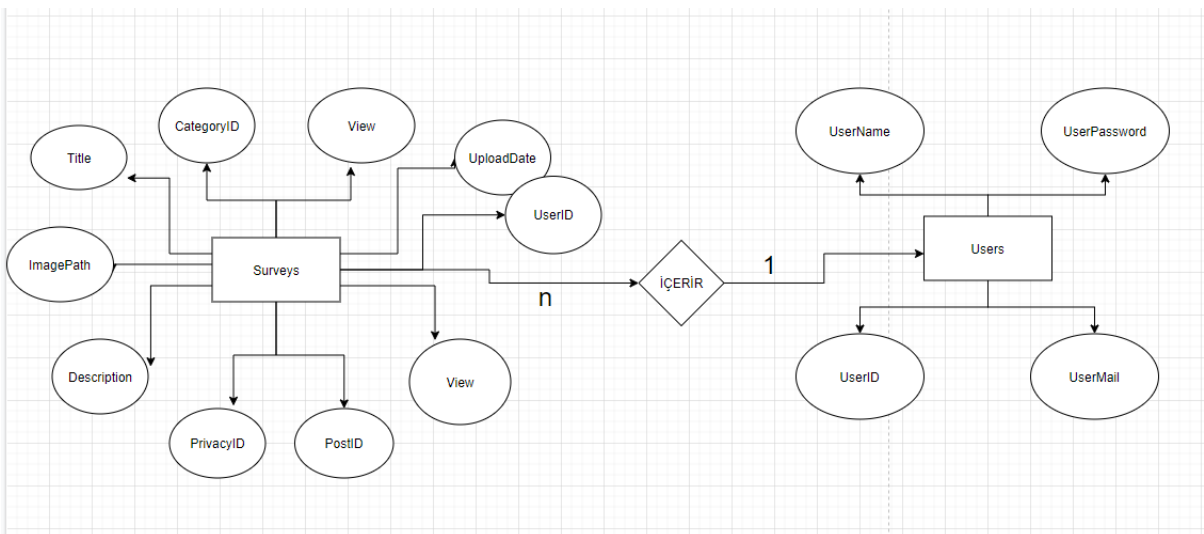 CategoryID
View
UserName
UserPassword
Title
UploadDate
UserID
Users
ImagePath
Surveys
1
İÇERİR
n
Description
View
UserID
UserMail
PrivacyID
PostID